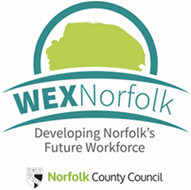 WEXNorfolk
Developing Norfolk's
Future Workforce
Norfolk County Council